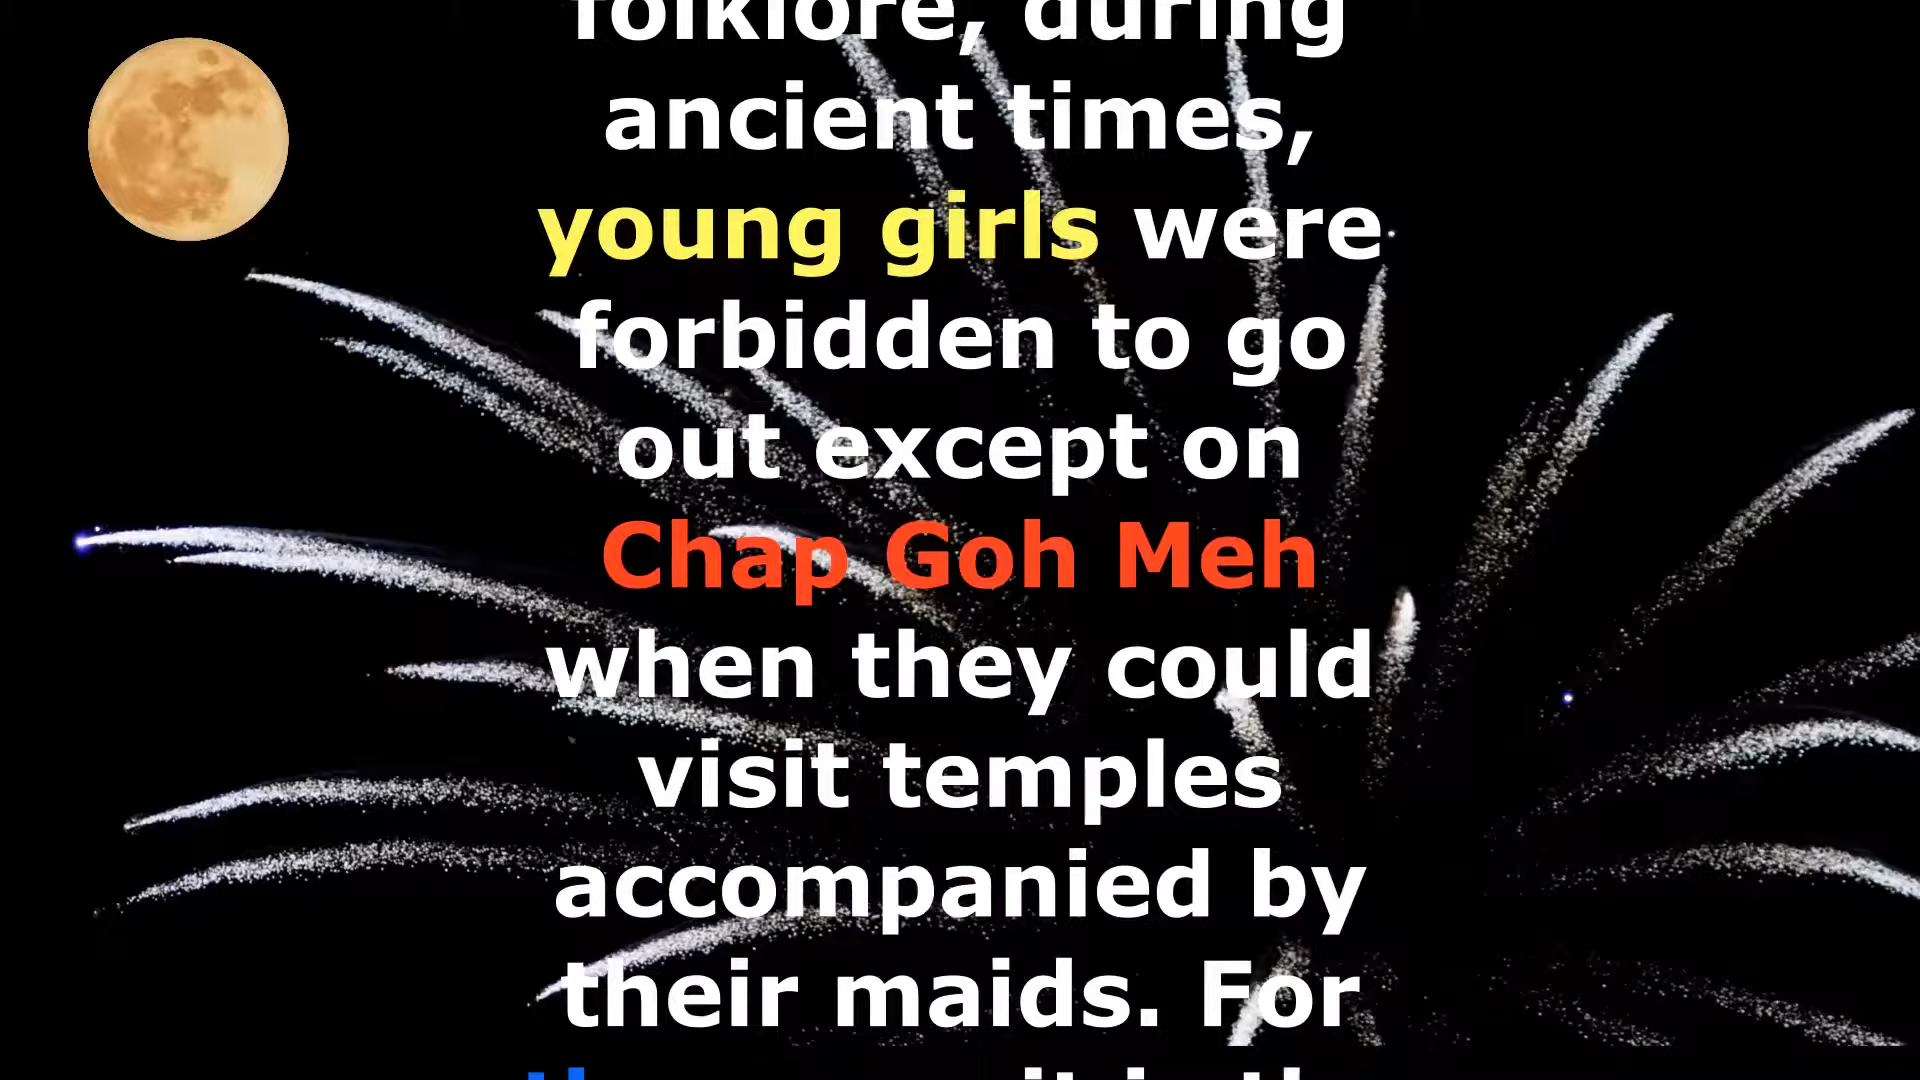 folklore, during
ancient times,
young girls were
forbidden to go
out except on
Chap Goh Meh
when they could
visit temples
accompanied by
their maids. For